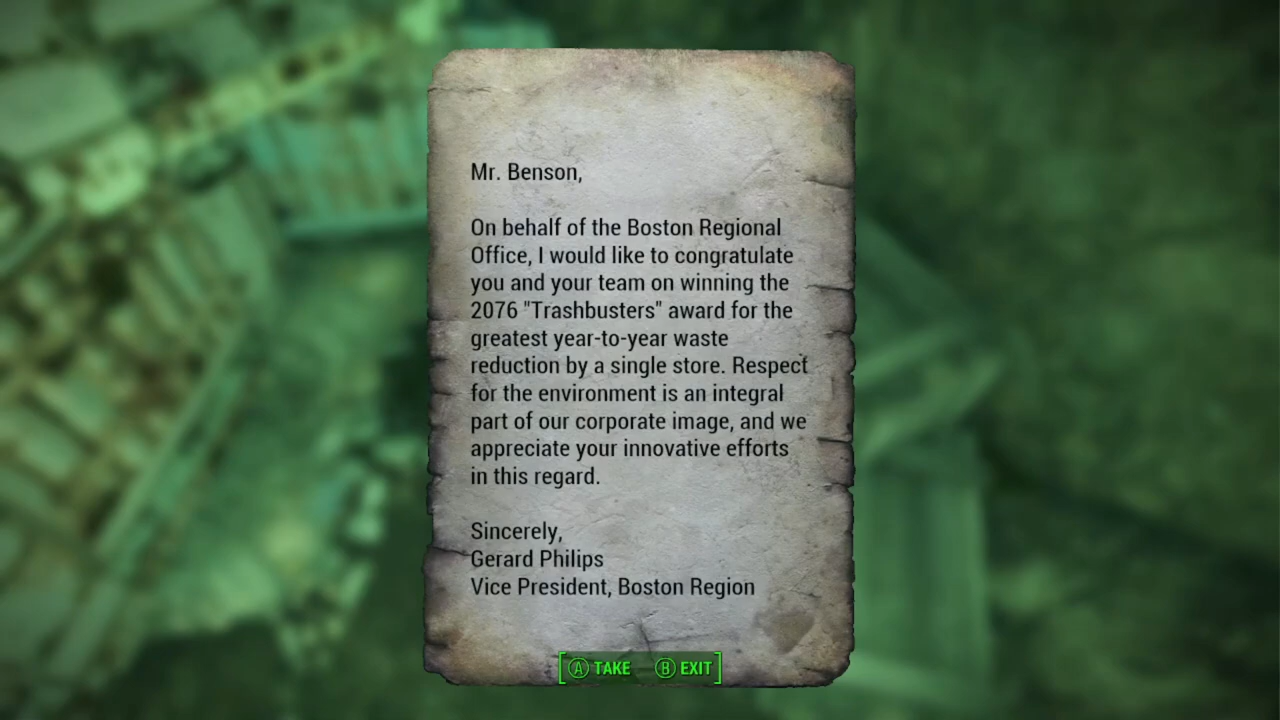 Mr. Benson,
On behalf of the Boston Regional
Office, I would like to congratulate
you and your team on winning the
2076 "Trashbusters" award for the
greatest year-to-year waste
reduction by a single store. Respect
for the environment is an integral
part of our corporate image, and we
appreciate your innovative efforts
in this regard.
Sincerely,
Gerard Philips
Vice President, Boston Region
A TAKE B EXIT